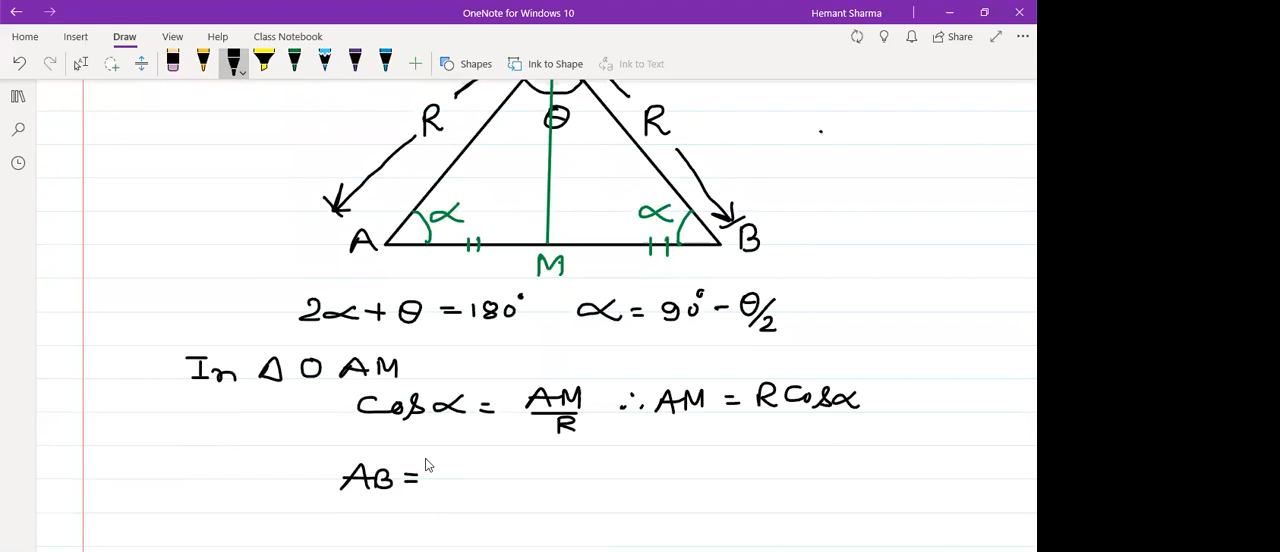 OneNote for Windows 10
Hemant Sharma
Home Insert Draw View Help Class Notebook
Share
Shapes Ink to Shape Ink to Text
R θ R
α α
A B
M
2α + θ = 180° α = 90° - θ/2
In Δ OAM
Cosα = AM/R ∴ AM = R Cosα
AB =